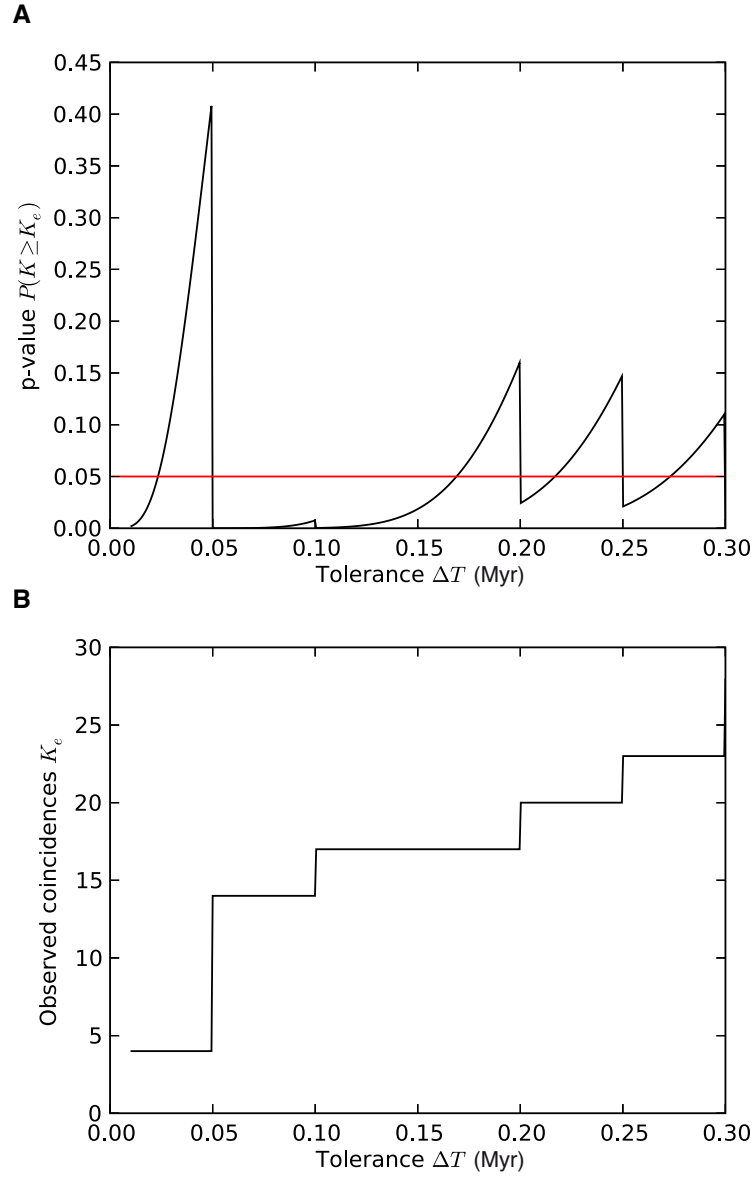 A
0.45
0.40
0.35
0.30
0.25
0.20
0.15
0.10
0.05
0.00
p-value P(K ≥ K_e)
0.00 0.05 0.10 0.15 0.20 0.25 0.30
Tolerance ΔT (Myr)
B
30
25
20
15
10
5
0
Observed coincidences K_e
0.00 0.05 0.10 0.15 0.20 0.25 0.30
Tolerance ΔT (Myr)